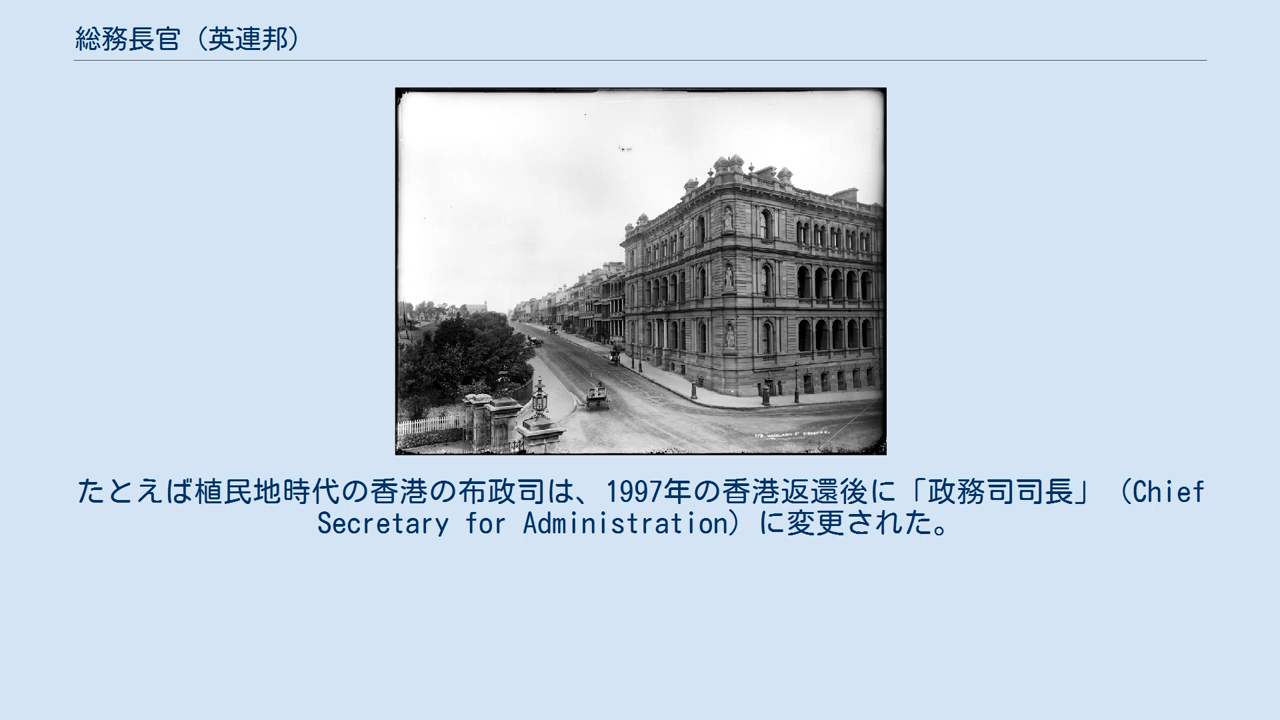 総務長官（英連邦）
たとえば植民地時代の香港の布政司は、1997年の香港返還後に「政務司司長」（Chief
Secretary for Administration）に変更された。